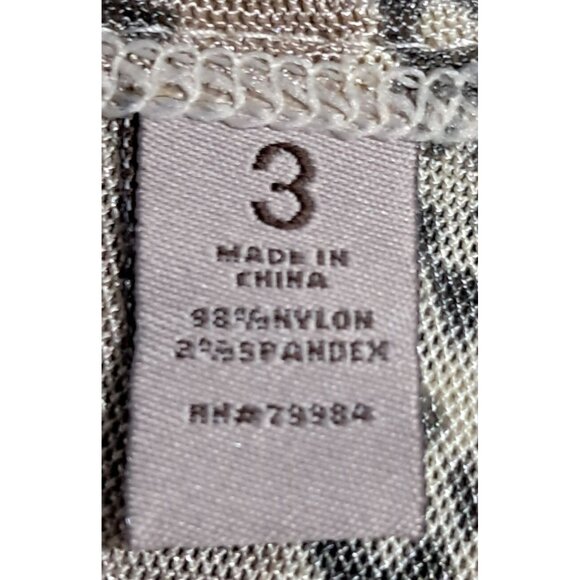 3
MADE IN
CHINA
98%NYLON
2%SPANDEX
RN#79984